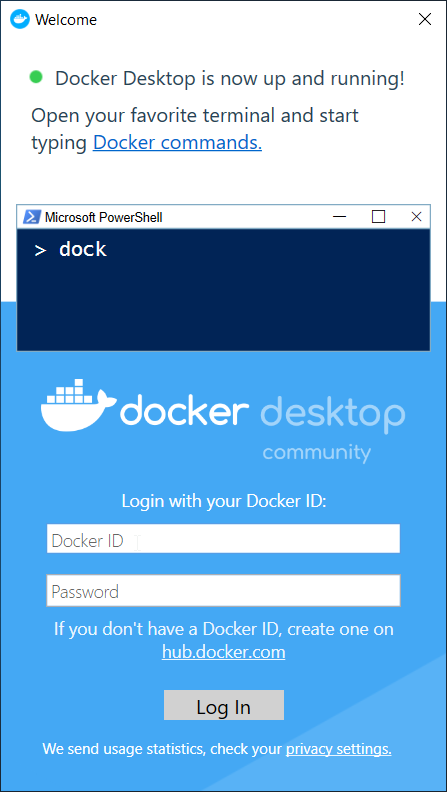 Welcome
Docker Desktop is now up and running!
Open your favorite terminal and start
typing Docker commands.
Microsoft PowerShell
> dock
docker desktop
community
Login with your Docker ID:
Docker ID
Password
If you don't have a Docker ID, create one on
hub.docker.com
Log In
We send usage statistics, check your privacy settings.